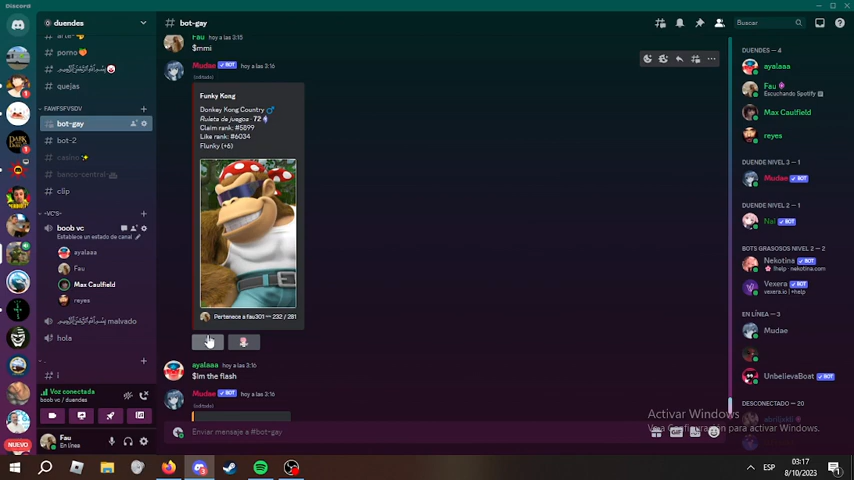 Discord
duendes
# bot-gay
Buscar
arte-
porno
quejas
FAWFSFVSDV
bot-gay
bot-2
casino
banco-central-
clip
-VC'S-
boob vc
Establece un estado de canal
ayalaaa
Fau
Max Caulfield
reyes
malvado
hola
Voz conectada
boob vc / duendes
NUEVO
Fau
En línea
Fau hoy a las 3:15
$mmi
Mudae BOT hoy a las 3:16
Funky Kong
Donkey Kong Country
Ruleta de juegos · 72
Claim rank: #5899
Like rank: #6034
Flunky (+6)
Pertenece a fau301 — 232 / 281
ayalaaa hoy a las 3:16
$im the flash
Mudae BOT hoy a las 3:16
Enviar mensaje a #bot-gay
GIF
DUENDES — 4
ayalaaa
Fau
Escuchando Spotify
Max Caulfield
reyes
DUENDE NIVEL 3 — 1
Mudae BOT
DUENDE NIVEL 2 — 1
Nai BOT
BOTS GRASOSOS NIVEL 2 — 2
Nekotina BOT
!help · nekotina.com
Vexera BOT
vexera.io | +help
EN LÍNEA — 3
Mudae
UnbelievaBoat BOT
DESCONECTADO — 20
Activar Windows
Ve a Configuración para activar Windows.
ESP
03:17
8/10/2023